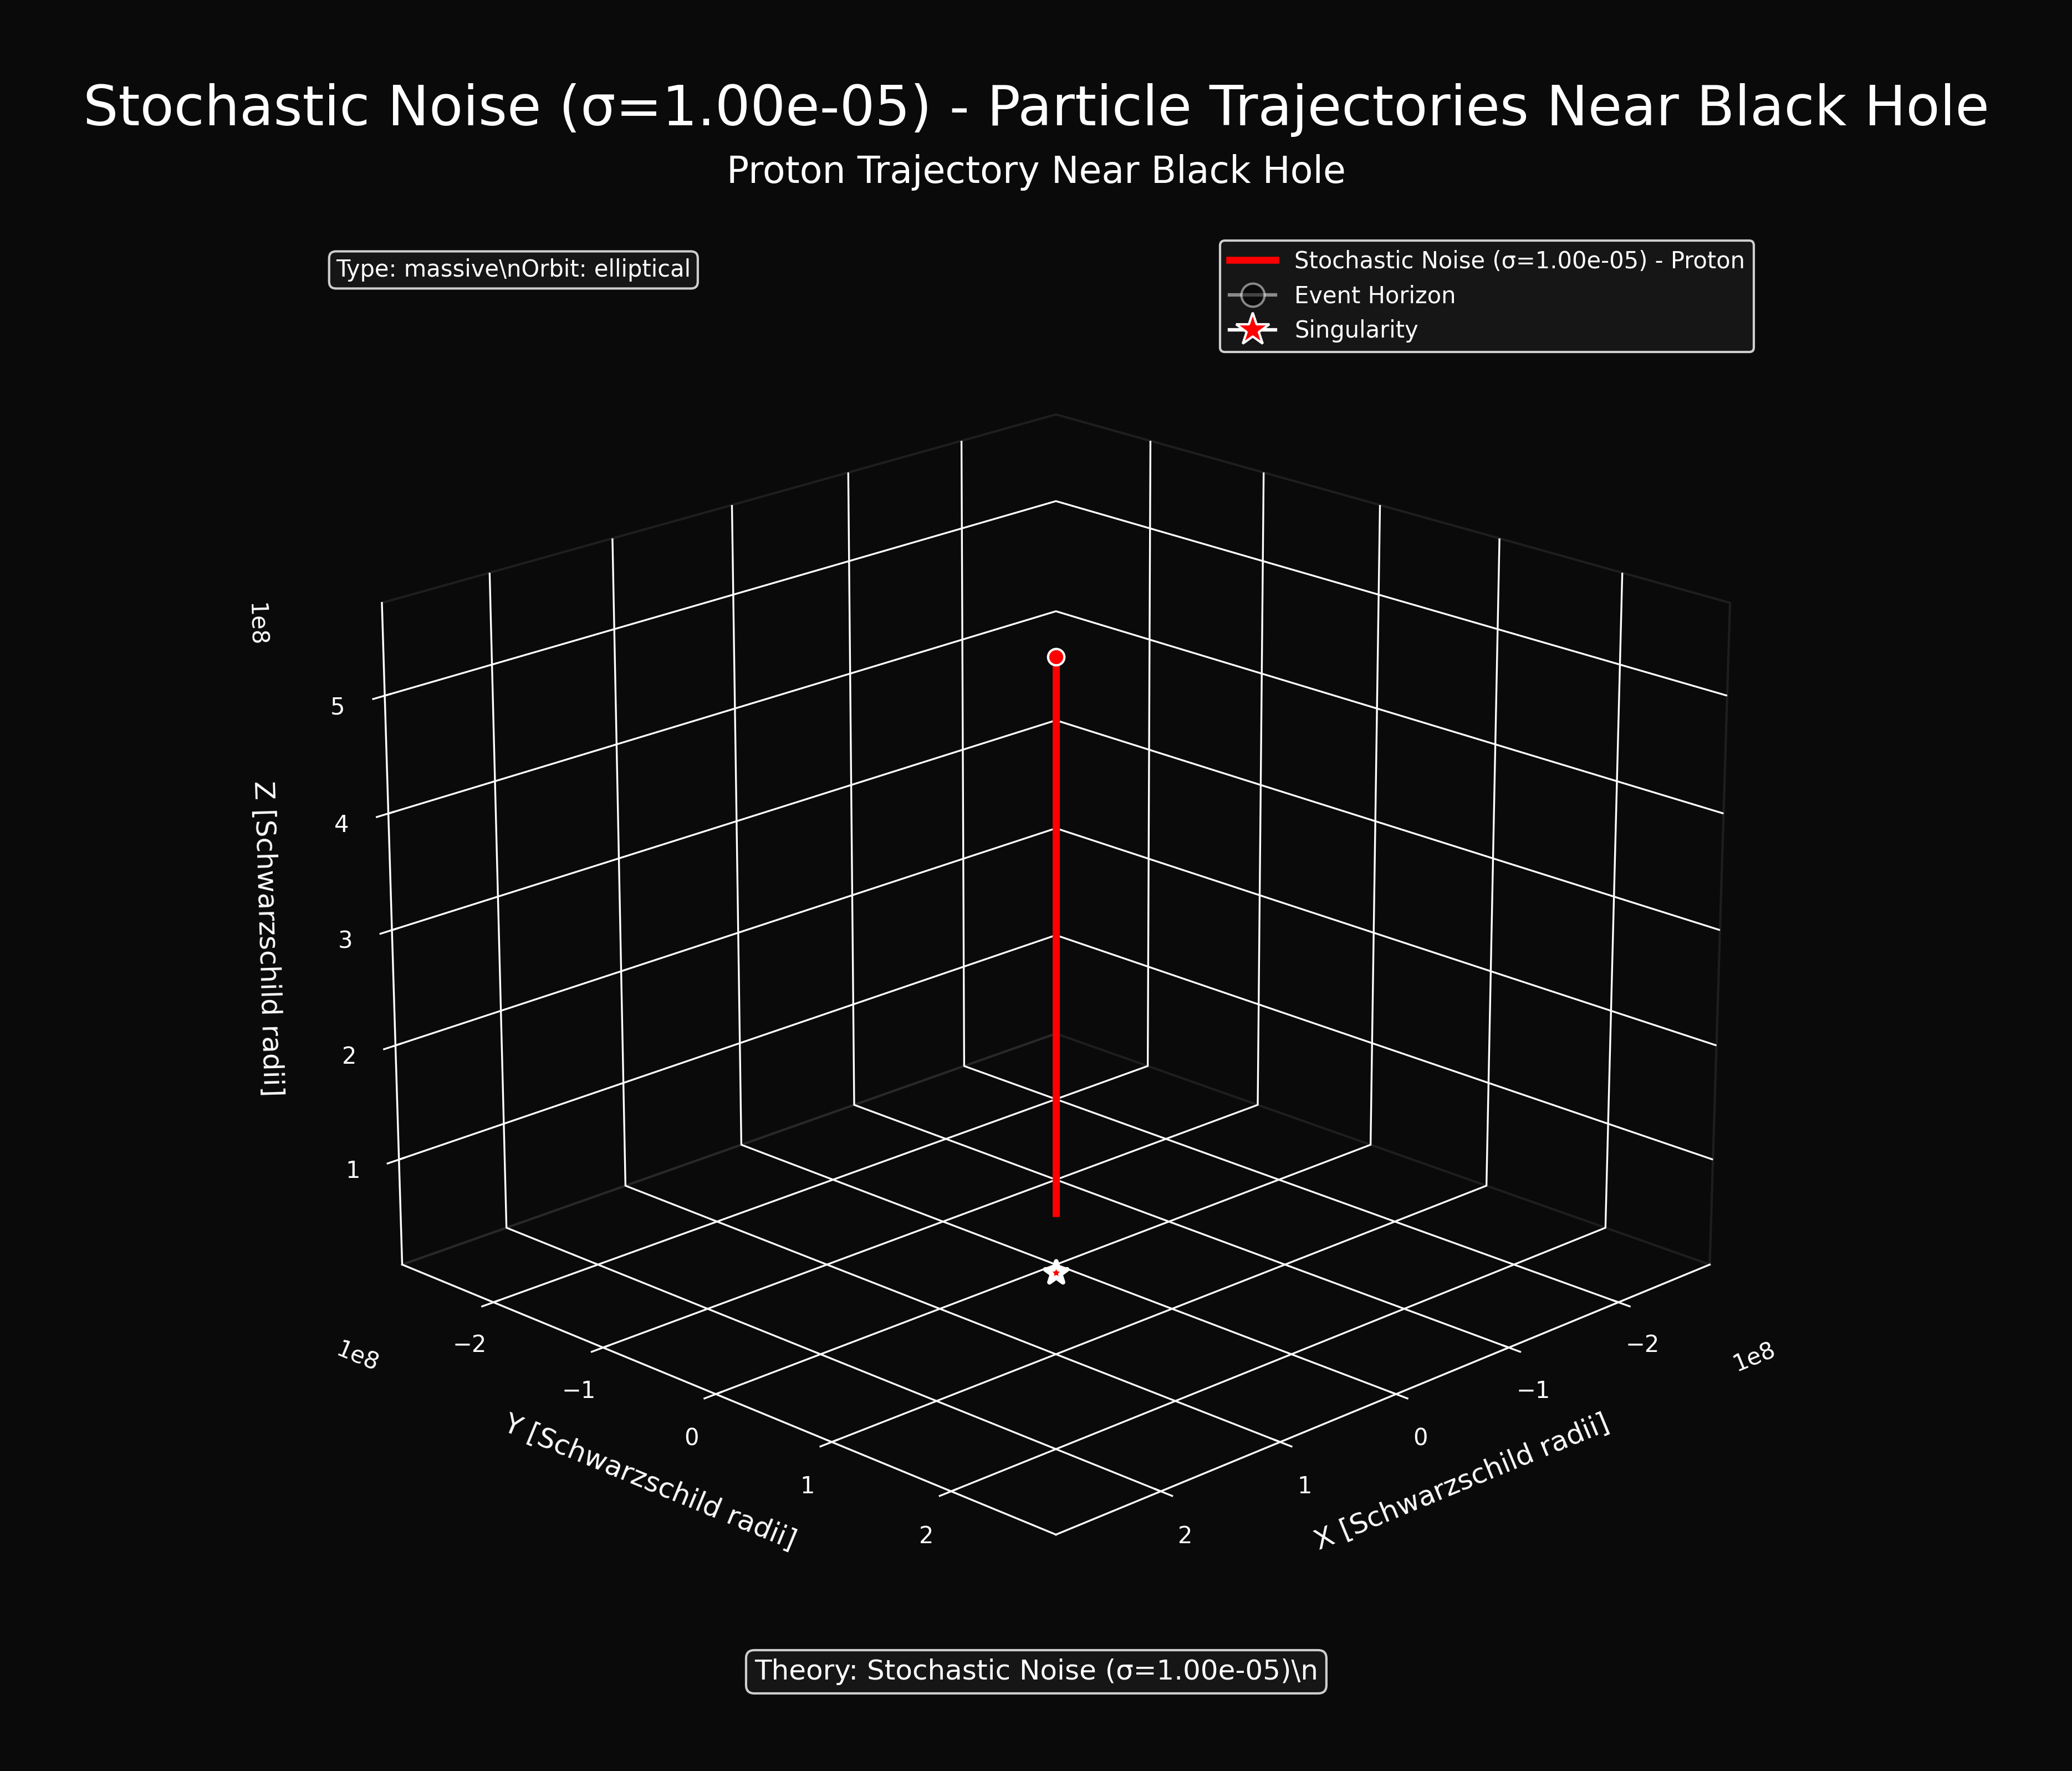 Stochastic Noise (σ=1.00e-05) - Particle Trajectories Near Black Hole
Proton Trajectory Near Black Hole
Type: massive\nOrbit: elliptical
Stochastic Noise (σ=1.00e-05) - Proton
Event Horizon
Singularity
1e8
5
4
3
2
1
Z [Schwarzschild radii]
1e8
−2
−1
0
1
2
Y [Schwarzschild radii]
1e8
−2
−1
0
1
2
X [Schwarzschild radii]
Theory: Stochastic Noise (σ=1.00e-05)\n